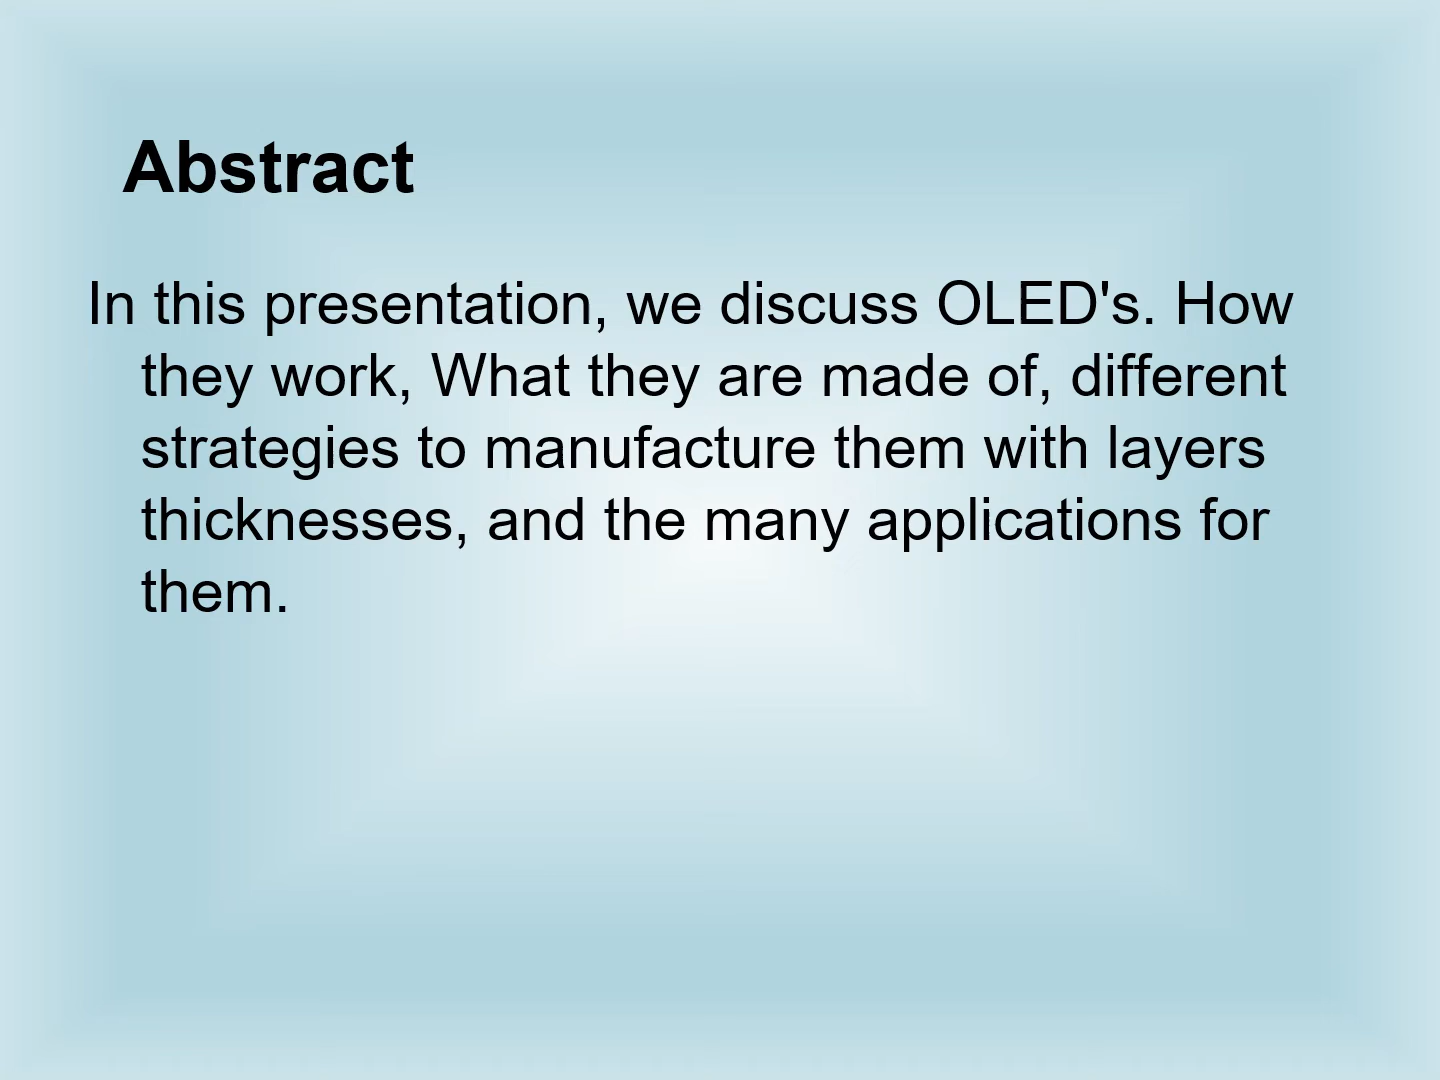 Abstract
In this presentation, we discuss OLED's. How
they work, What they are made of, different
strategies to manufacture them with layers
thicknesses, and the many applications for
them.